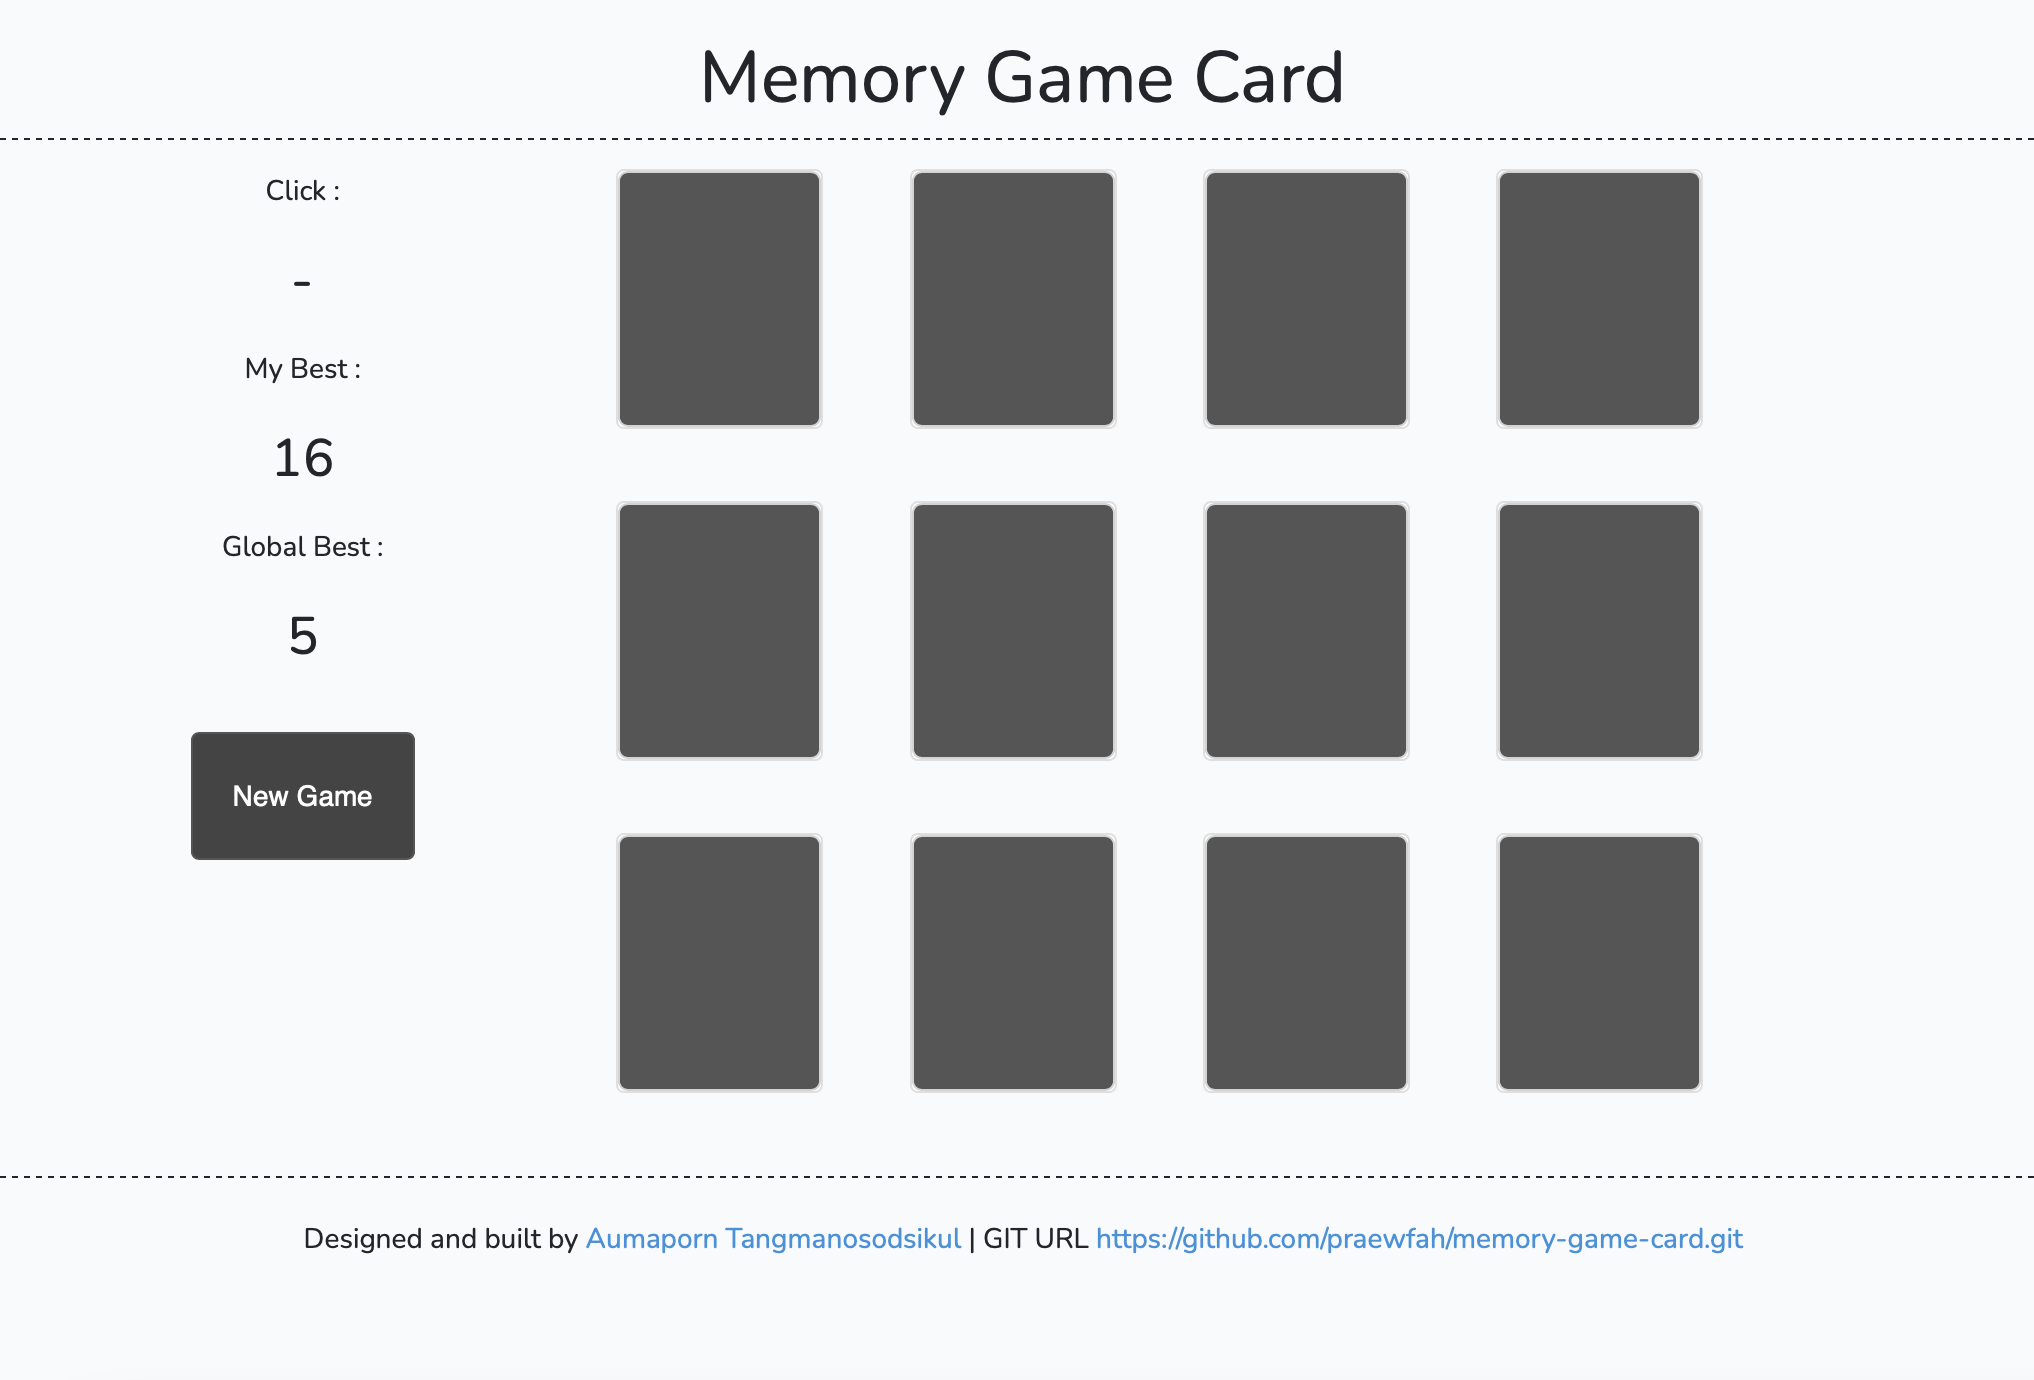 Memory Game Card
Click :
-
My Best :
16
Global Best :
5
New Game
Designed and built by Aumaporn Tangmanosodsikul | GIT URL https://github.com/praewfah/memory-game-card.git